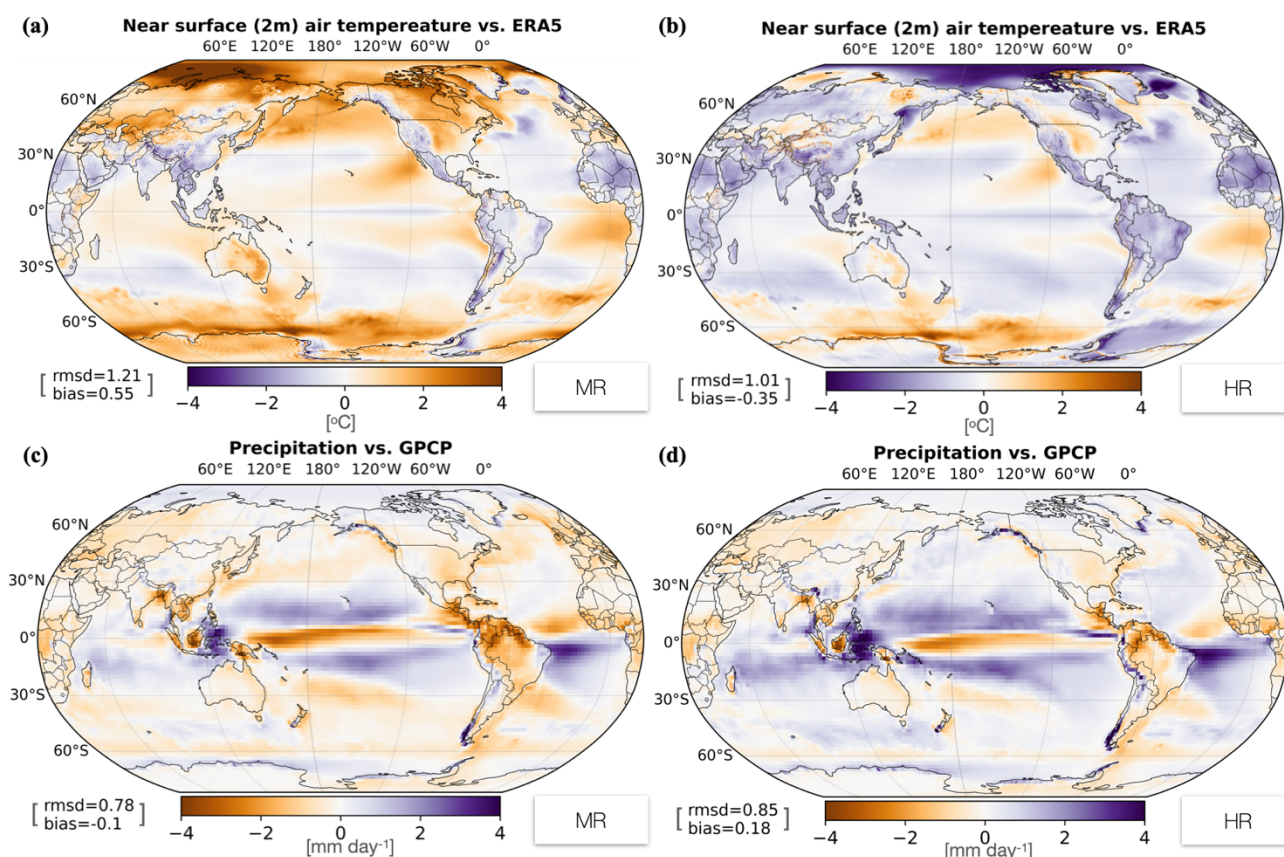 (a)
Near surface (2m) air tempereature vs. ERA5
60°E 120°E 180° 120°W 60°W 0°
60°N
30°N
0°
30°S
60°S
[ rmsd=1.21
bias=0.55 ]
−4 −2 0 2 4
[°C]
MR
(b)
Near surface (2m) air tempereature vs. ERA5
60°E 120°E 180° 120°W 60°W 0°
60°N
30°N
0°
30°S
60°S
[ rmsd=1.01
bias=-0.35 ]
−4 −2 0 2 4
[°C]
HR
(c)
Precipitation vs. GPCP
60°E 120°E 180° 120°W 60°W 0°
60°N
30°N
0°
30°S
60°S
[ rmsd=0.78
bias=-0.1 ]
−4 −2 0 2 4
[mm day⁻¹]
MR
(d)
Precipitation vs. GPCP
60°E 120°E 180° 120°W 60°W 0°
60°N
30°N
0°
30°S
60°S
[ rmsd=0.85
bias=0.18 ]
−4 −2 0 2 4
[mm day⁻¹]
HR